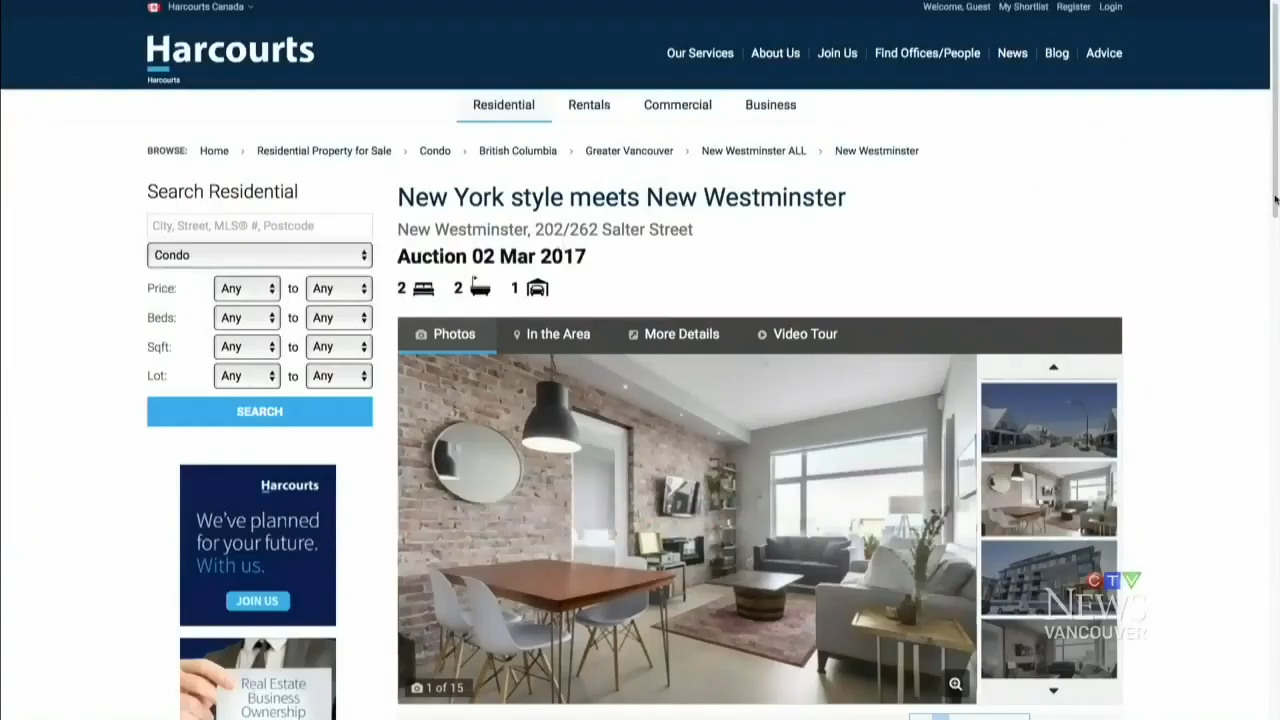 Harcourts Canada
Welcome, Guest My Shortlist Register Login
Harcourts
Harcourts
Our Services About Us Join Us Find Offices/People News Blog Advice
Residential Rentals Commercial Business
BROWSE: Home › Residential Property for Sale › Condo › British Columbia › Greater Vancouver › New Westminster ALL › New Westminster
Search Residential
City, Street, MLS® #, Postcode
Condo
Price: Any to Any
Beds: Any to Any
Sqft: Any to Any
Lot: Any to Any
SEARCH
New York style meets New Westminster
New Westminster, 202/262 Salter Street
Auction 02 Mar 2017
2 2 1
Photos In the Area More Details Video Tour
1 of 15
Harcourts
We've planned
for your future.
With us.
JOIN US
Real Estate
Business
Ownership
CTV
NEWS
VANCOUVER